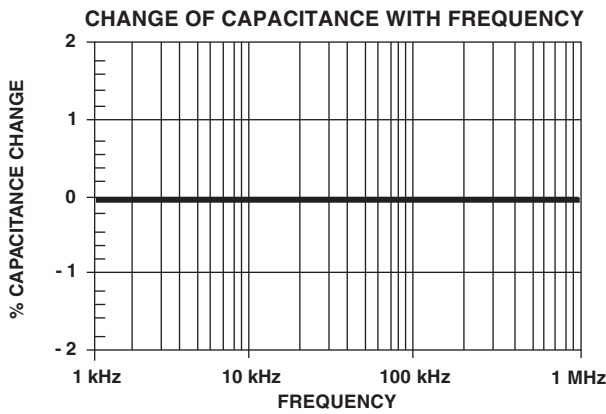 CHANGE OF CAPACITANCE WITH FREQUENCY
2
1
0
- 1
- 2
% CAPACITANCE CHANGE
1 kHz 10 kHz 100 kHz 1 MHz
FREQUENCY